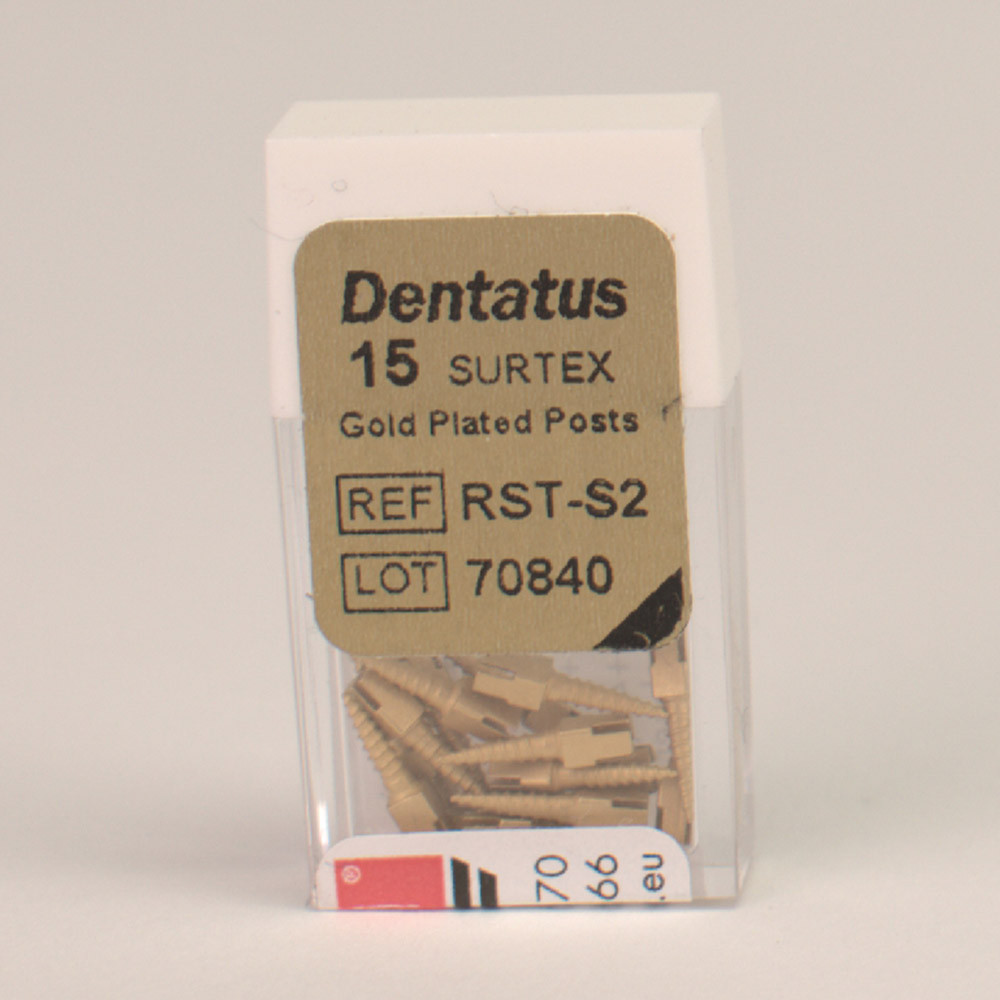 Dentatus
15 SURTEX
Gold Plated Posts
REF RST-S2
LOT 70840
®
70
66
.eu